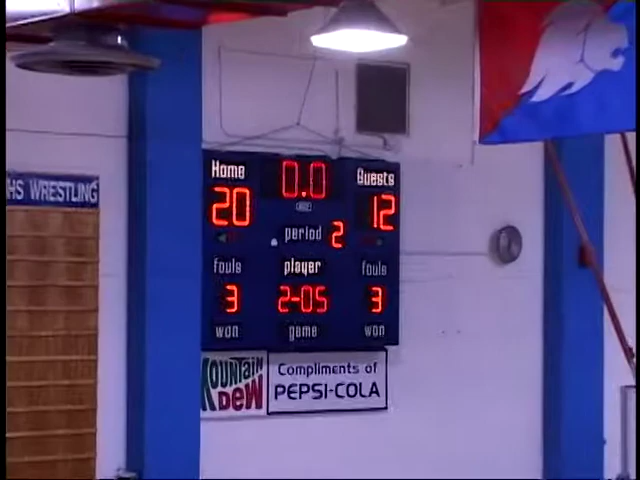 HS WRESTLING
Home 0.0 Guests
20 12
period 2
fouls player fouls
3 2-05 3
won game won
MOUNTAIN DEW
Compliments of
PEPSI-COLA